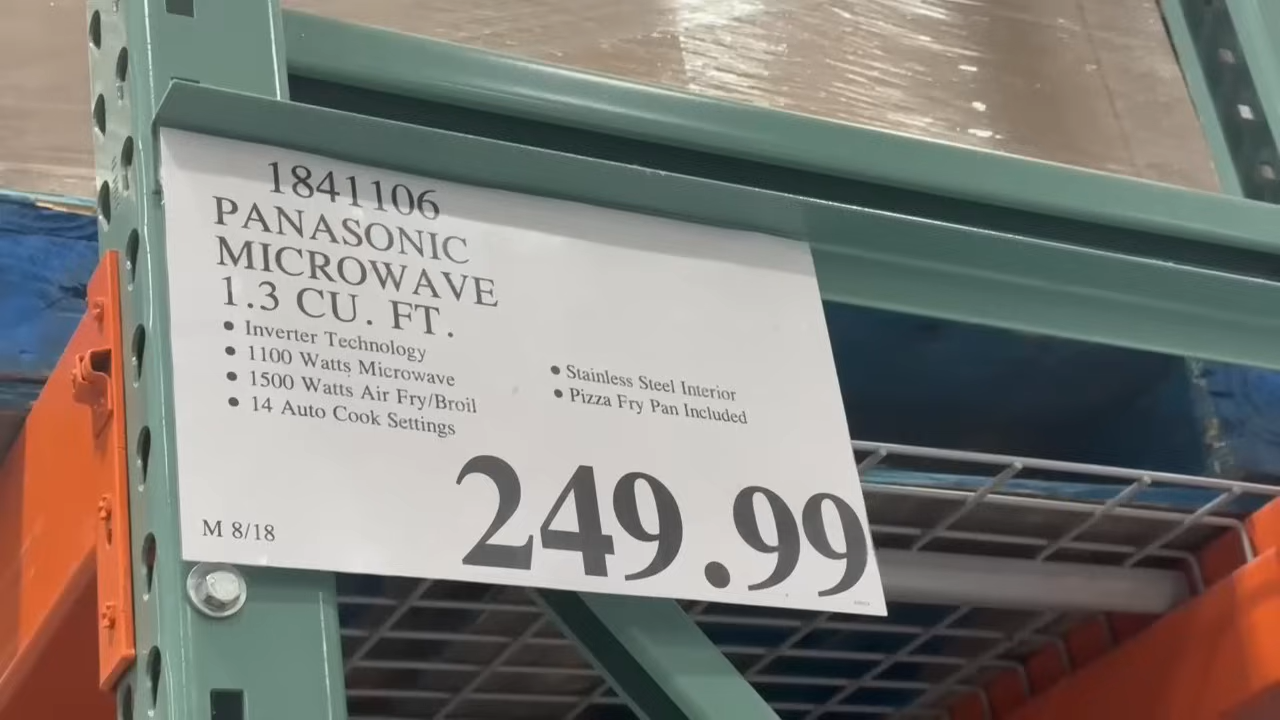 1841106
PANASONIC
MICROWAVE
1.3 CU. FT.
• Inverter Technology
• 1100 Watts Microwave
• 1500 Watts Air Fry/Broil
• 14 Auto Cook Settings
• Stainless Steel Interior
• Pizza Fry Pan Included
249.99
M 8/18